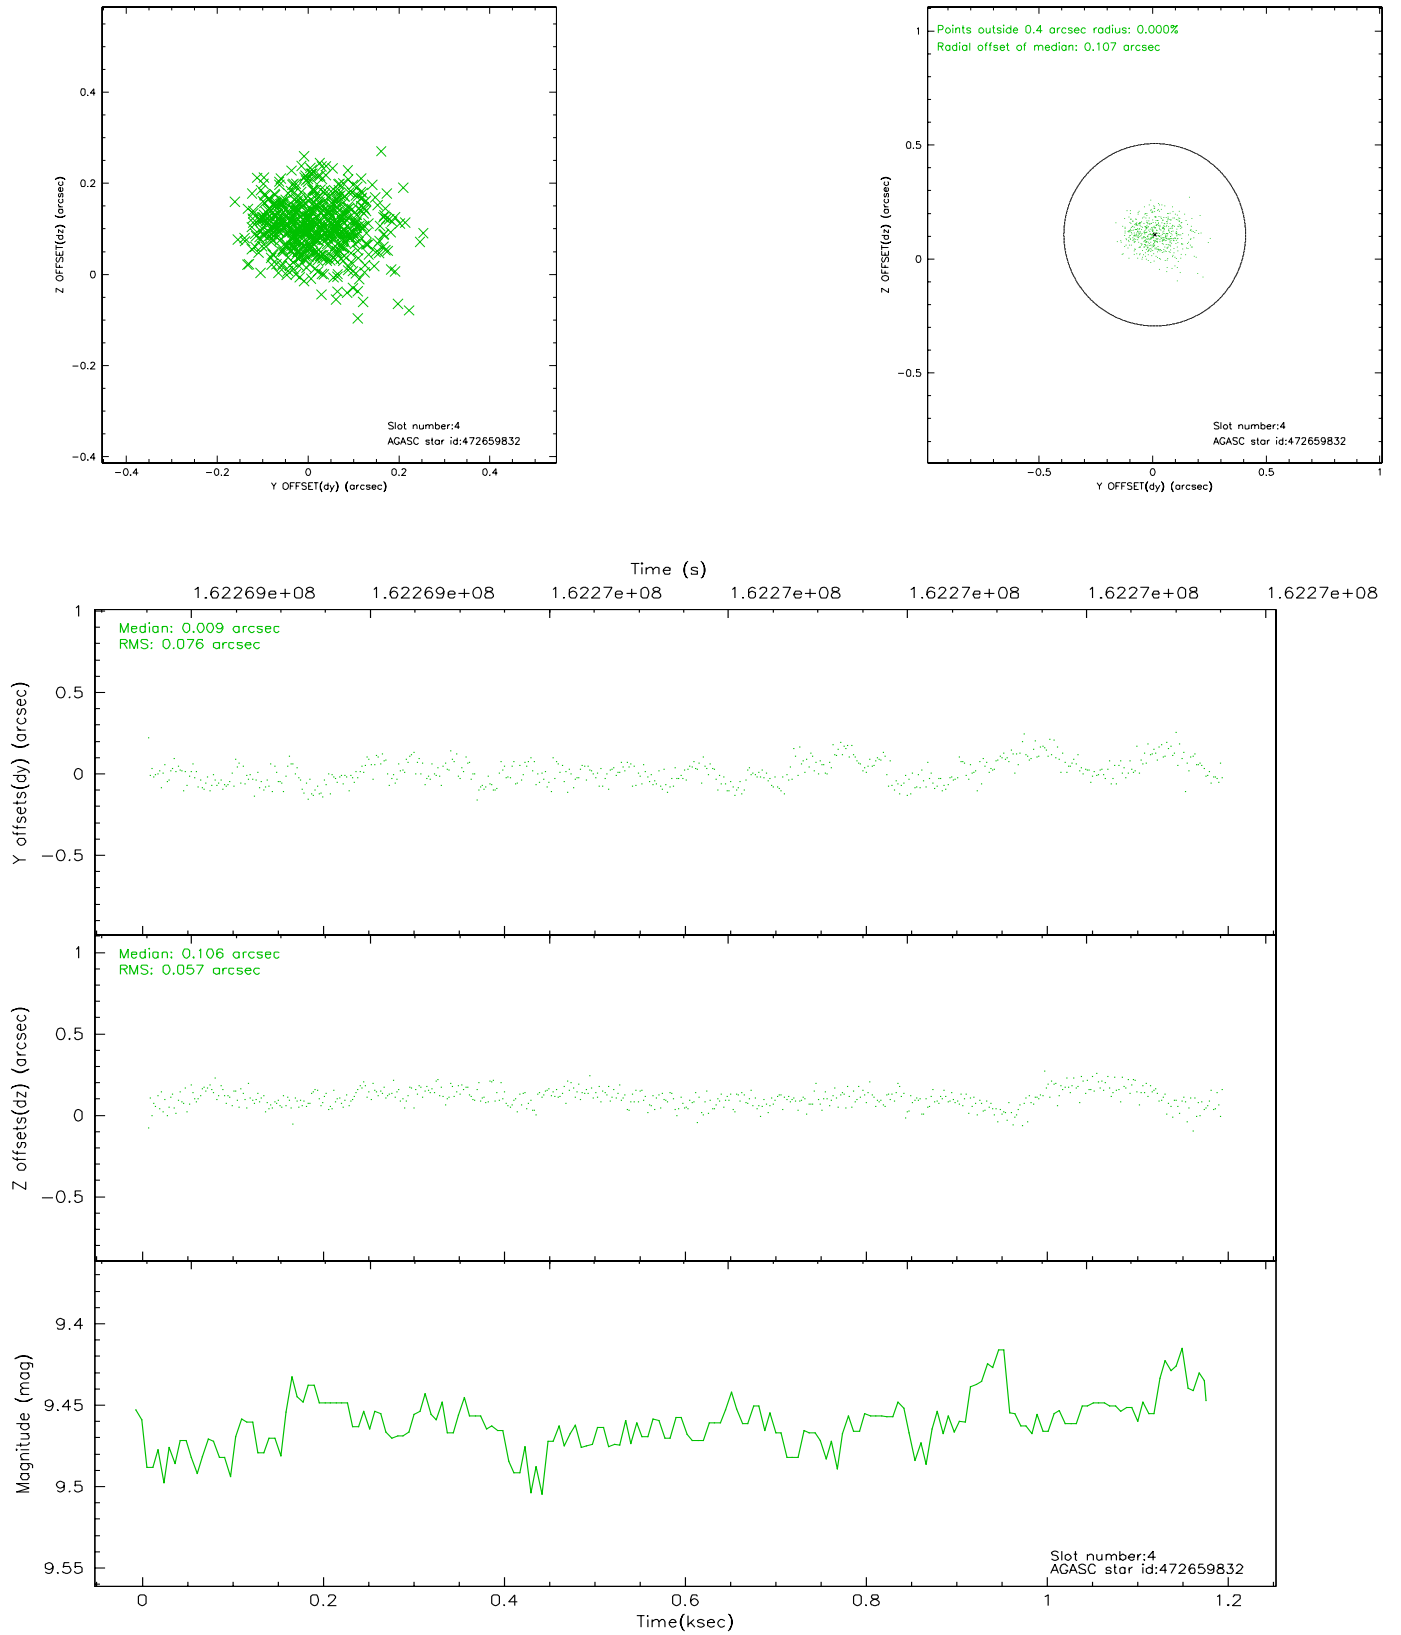 0.4
0.2
0
−0.2
−0.4
Z OFFSET(dz) (arcsec)
Slot number:4
AGASC star id:472659832
−0.4 −0.2 0 0.2 0.4
Y OFFSET(dy) (arcsec)
Points outside 0.4 arcsec radius: 0.000%
Radial offset of median: 0.107 arcsec
1
0.5
0
−0.5
Z OFFSET(dz) (arcsec)
Slot number:4
AGASC star id:472659832
−0.5 0 0.5 1
Y OFFSET(dy) (arcsec)
Time (s)
1.62269e+08 1.62269e+08 1.6227e+08 1.6227e+08 1.6227e+08 1.6227e+08 1.6227e+08
Median: 0.009 arcsec
RMS: 0.076 arcsec
1
0.5
0
−0.5
Y offsets(dy) (arcsec)
Median: 0.106 arcsec
RMS: 0.057 arcsec
1
0.5
0
−0.5
Z offsets(dz) (arcsec)
9.4
9.45
9.5
9.55
Magnitude (mag)
Slot number:4
AGASC star id:472659832
0 0.2 0.4 0.6 0.8 1 1.2
Time(ksec)